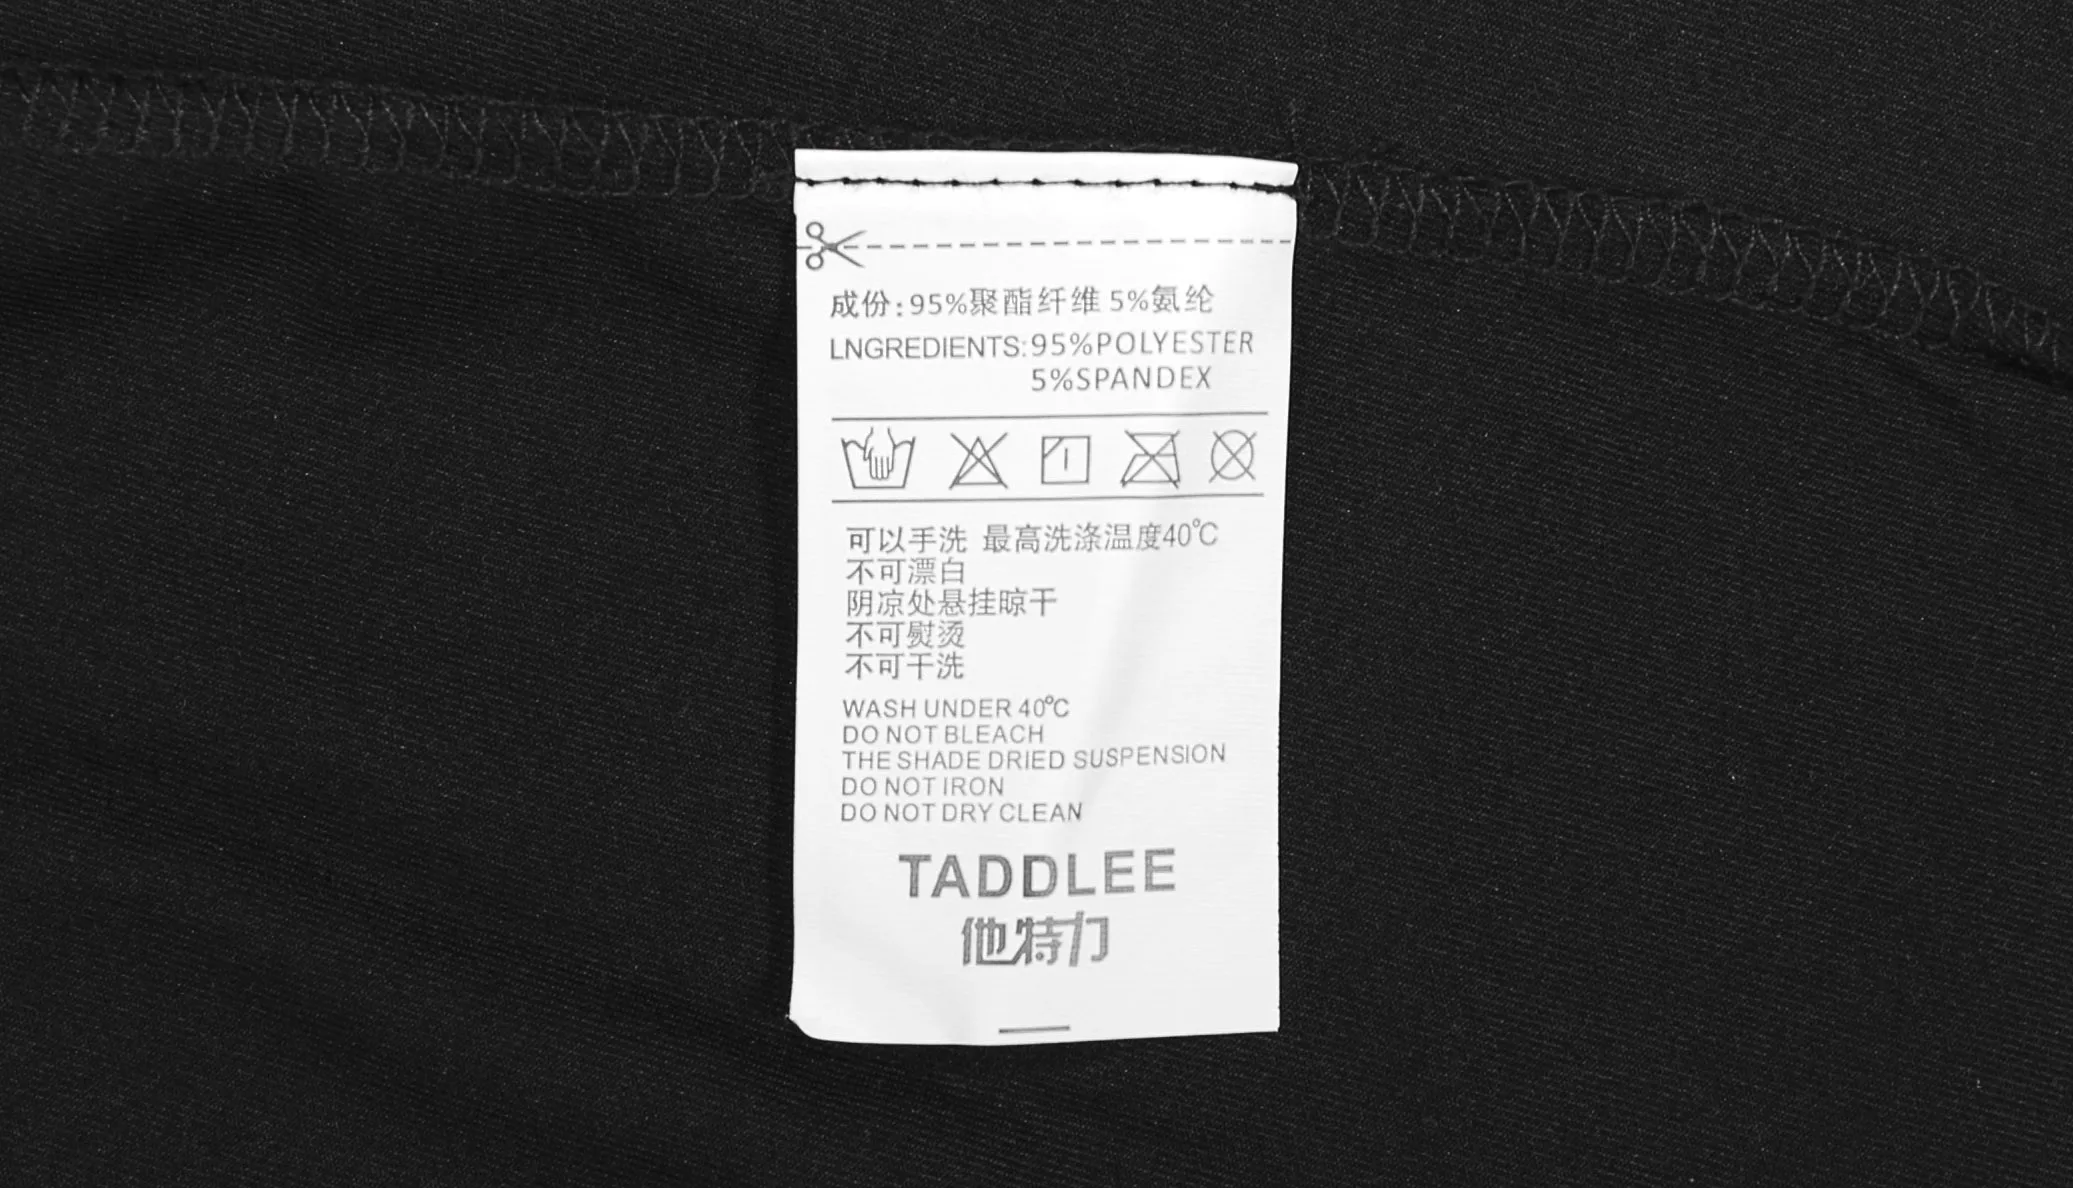 成份:95%聚酯纤维 5%氨纶
LNGREDIENTS:95%POLYESTER
5%SPANDEX
可以手洗 最高洗涤温度40℃
不可漂白
阴凉处悬挂晾干
不可熨烫
不可干洗
WASH UNDER 40℃
DO NOT BLEACH
THE SHADE DRIED SUSPENSION
DO NOT IRON
DO NOT DRY CLEAN
TADDLEE
他特力